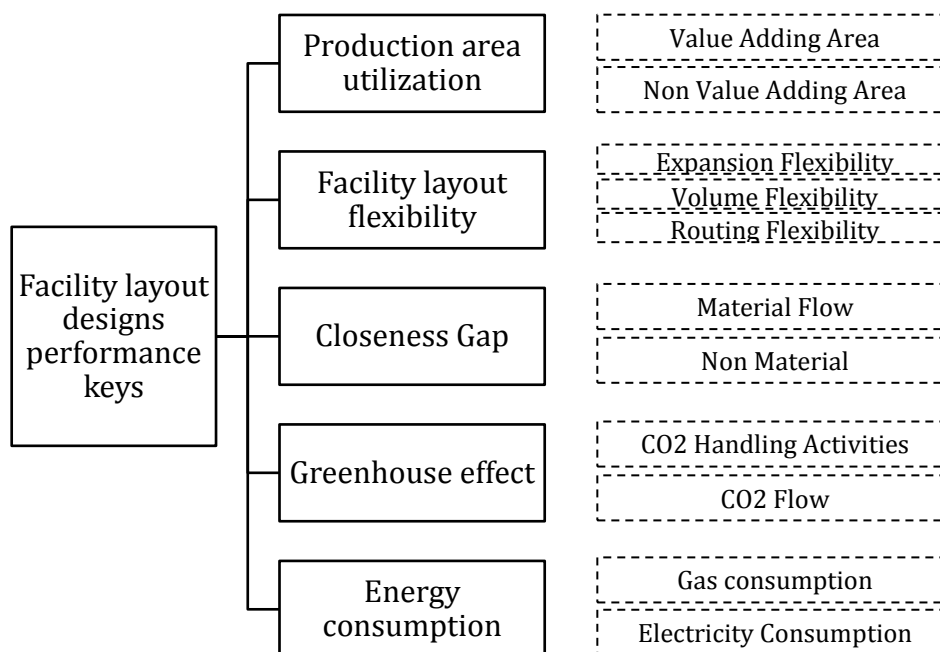 Facility layout
designs
performance
keys
Production area
utilization
Value Adding Area
Non Value Adding Area
Facility layout
flexibility
Expansion Flexibility
Volume Flexibility
Routing Flexibility
Closeness Gap
Material Flow
Non Material
Greenhouse effect
CO2 Handling Activities
CO2 Flow
Energy
consumption
Gas consumption
Electricity Consumption